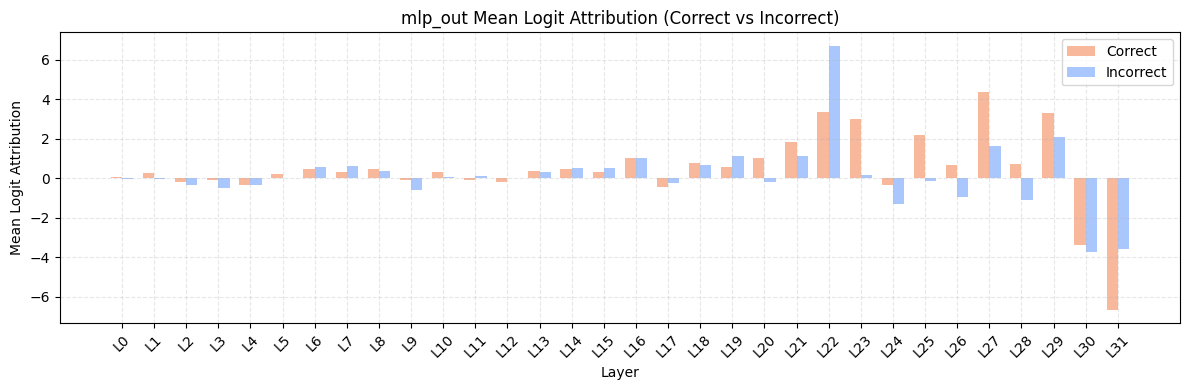 mlp_out Mean Logit Attribution (Correct vs Incorrect)
Correct
Incorrect
Mean Logit Attribution
6
4
2
0
−2
−4
−6
L0 L1 L2 L3 L4 L5 L6 L7 L8 L9 L10 L11 L12 L13 L14 L15 L16 L17 L18 L19 L20 L21 L22 L23 L24 L25 L26 L27 L28 L29 L30 L31
Layer